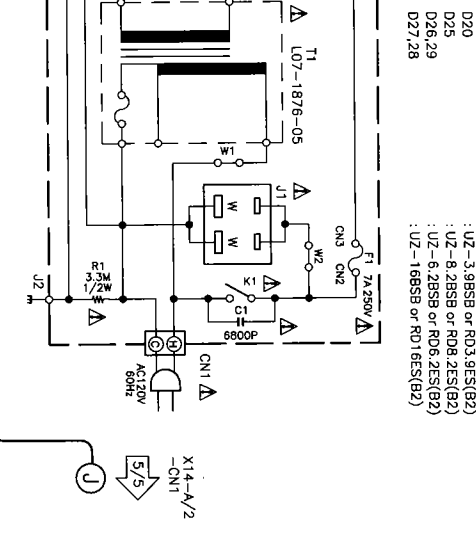 D20
D25
D26,29
D27,28
: UZ-3.9BSB or RD3.9ES(B2)
: UZ-8.2BSB or RD8.2ES(B2)
: UZ-6.2BSB or RD6.2ES(B2)
: UZ-16BSB or RD16ES(B2)
T1
L07-1876-05
W1
J1
W
W
W2
CN3
F1
CN2
7A 250V
K1
C1
6800P
R1
3.3M
1/2W
J2
C
H
CN1
AC120V
60Hz
J
5/5
X14-A/2
-CN1